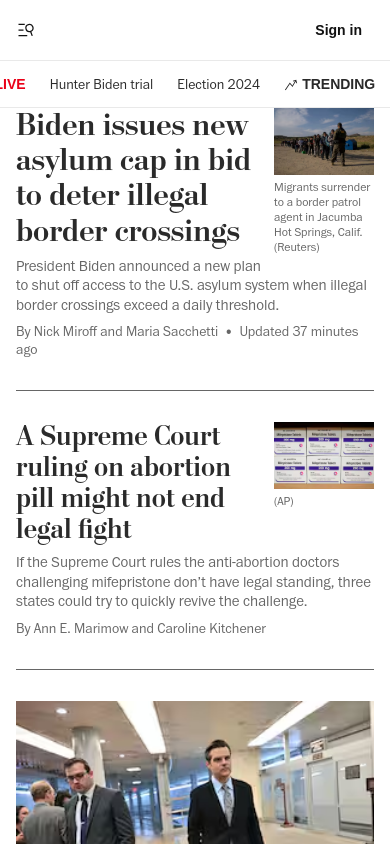 Sign in
LIVE
Hunter Biden trial
Election 2024
TRENDING
Biden issues new
asylum cap in bid
to deter illegal
border crossings
Migrants surrender
to a border patrol
agent in Jacumba
Hot Springs, Calif.
(Reuters)
President Biden announced a new plan
to shut off access to the U.S. asylum system when illegal
border crossings exceed a daily threshold.
By Nick Miroff and Maria Sacchetti • Updated 37 minutes
ago
A Supreme Court
ruling on abortion
pill might not end
legal fight
(AP)
If the Supreme Court rules the anti-abortion doctors
challenging mifepristone don't have legal standing, three
states could try to quickly revive the challenge.
By Ann E. Marimow and Caroline Kitchener